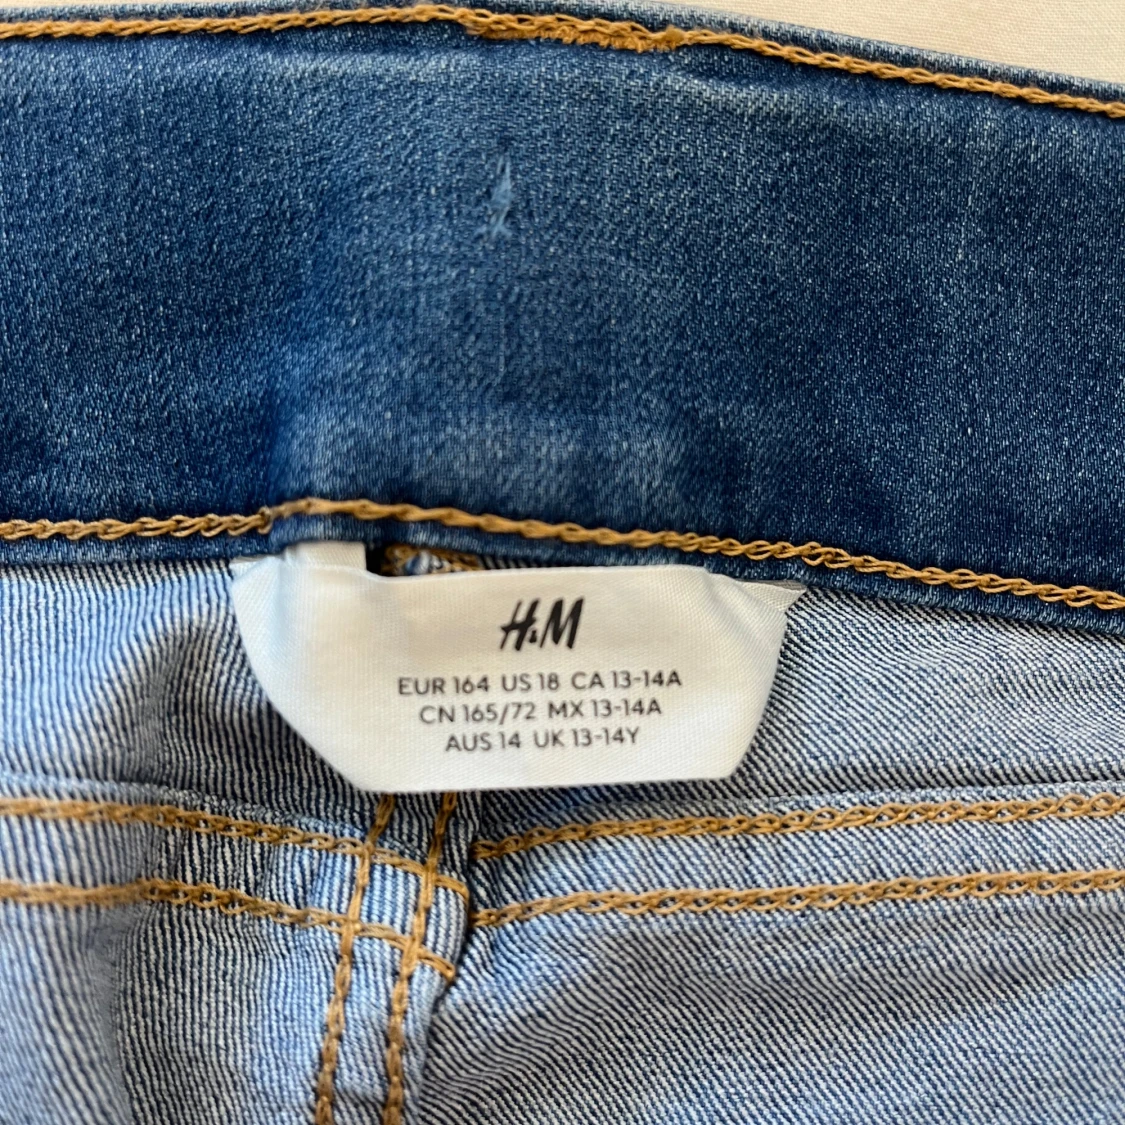 H&M
EUR 164 US 18 CA 13-14A
CN 165/72 MX 13-14A
AUS 14 UK 13-14Y